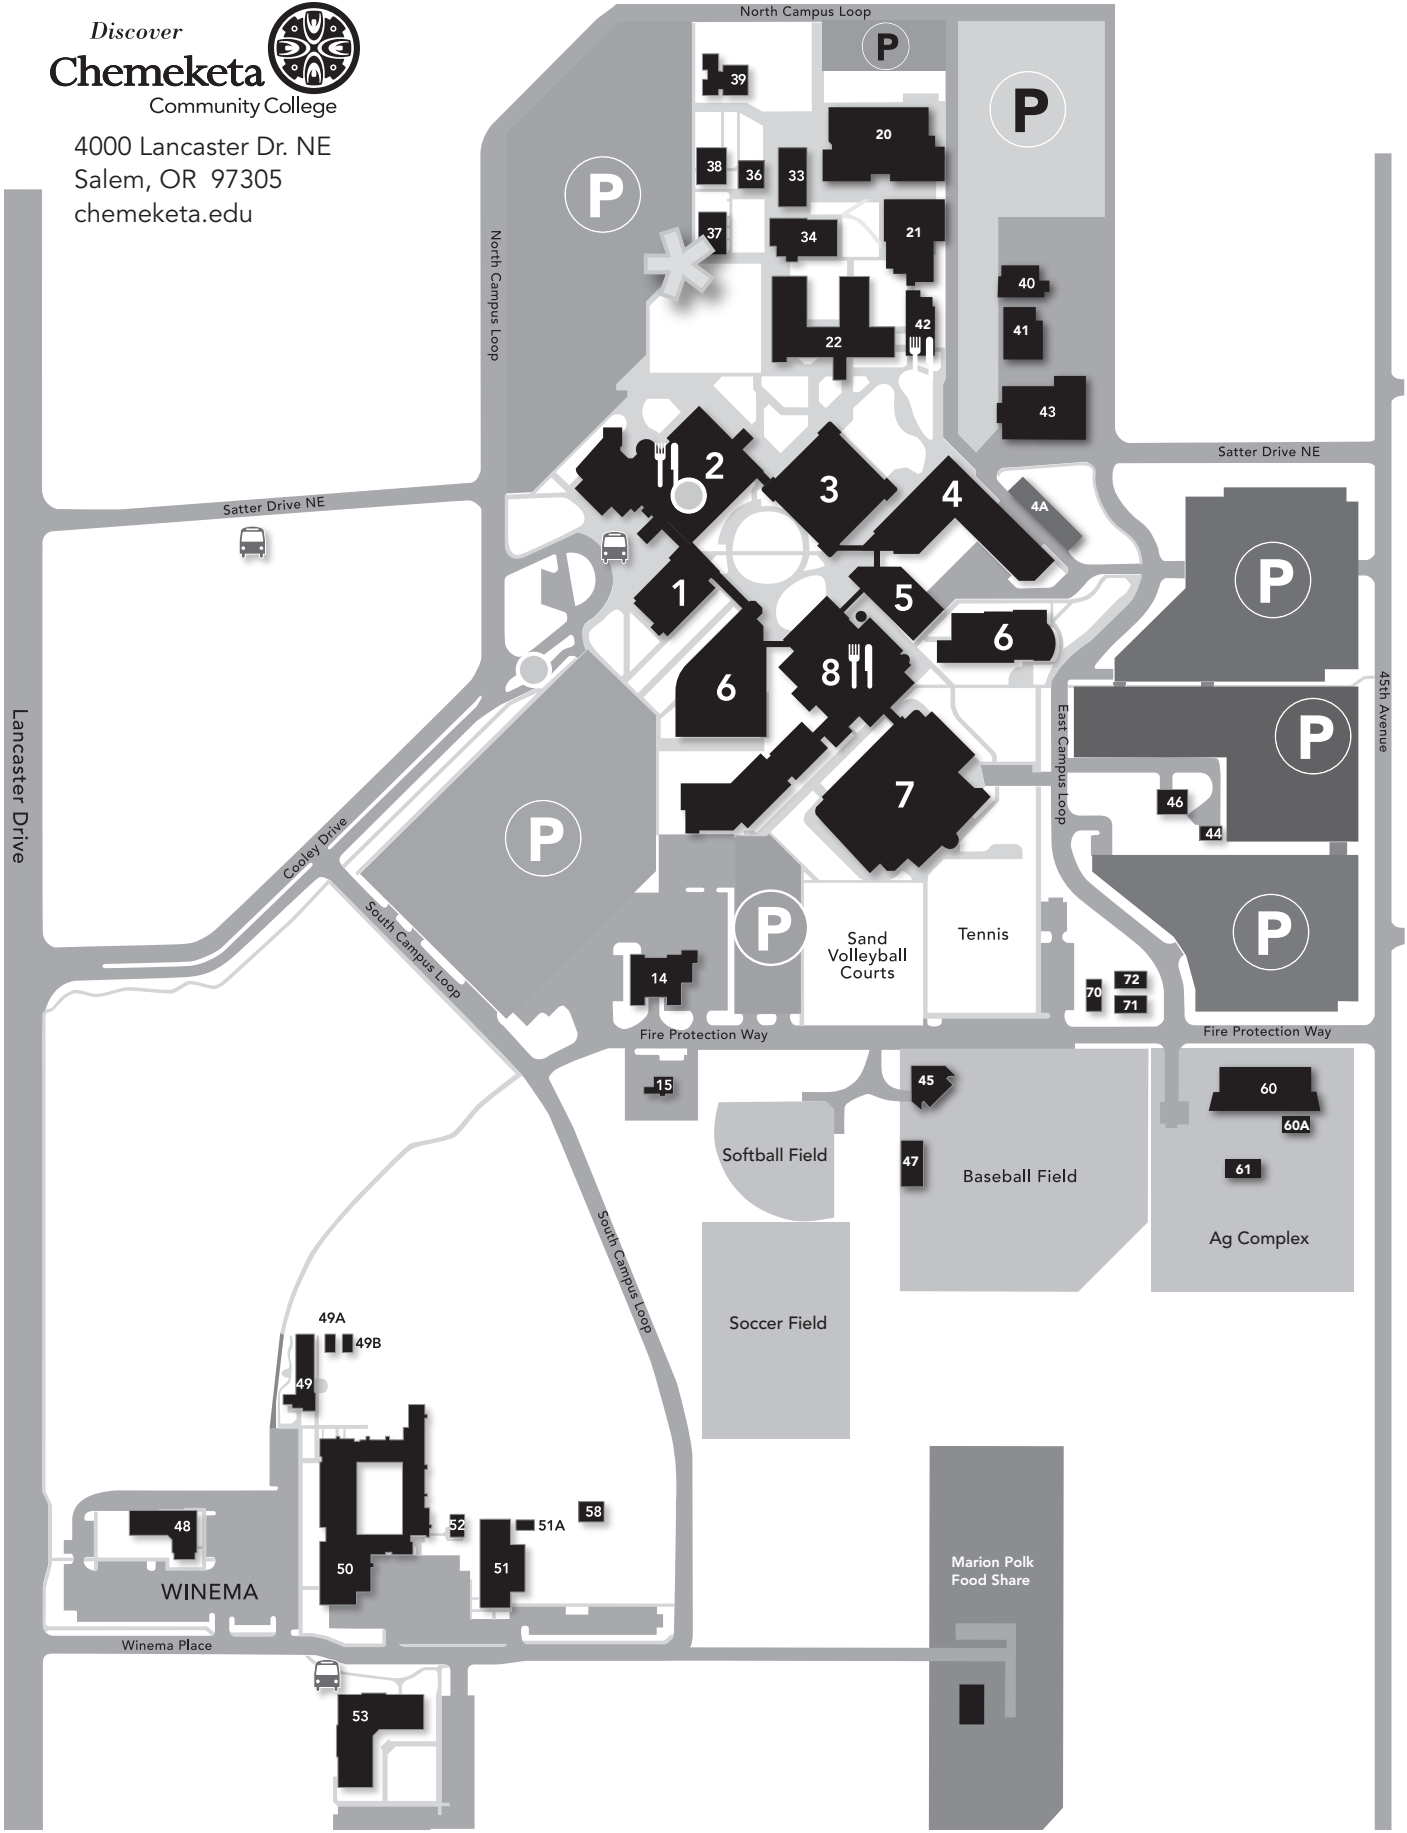 Discover
Chemeketa
Community College
4000 Lancaster Dr. NE
Salem, OR 97305
chemeketa.edu
North Campus Loop
P
39
P
20
38
36
33
P
37
34
21
North Campus Loop
40
42
41
22
43
Satter Drive NE
2
3
4
4A
Satter Drive NE
P
1
5
6
8
6
45th Avenue
East Campus Loop
P
Lancaster Drive
7
46
44
P
Cooley Drive
South Campus Loop
P
P
Sand
Volleyball
Courts
Tennis
14
72
70
71
Fire Protection Way
Fire Protection Way
15
45
60
60A
Softball Field
47
Baseball Field
61
Ag Complex
South Campus Loop
Soccer Field
49A
49B
49
58
48
52
51A
50
51
Marion Polk
Food Share
WINEMA
Winema Place
53